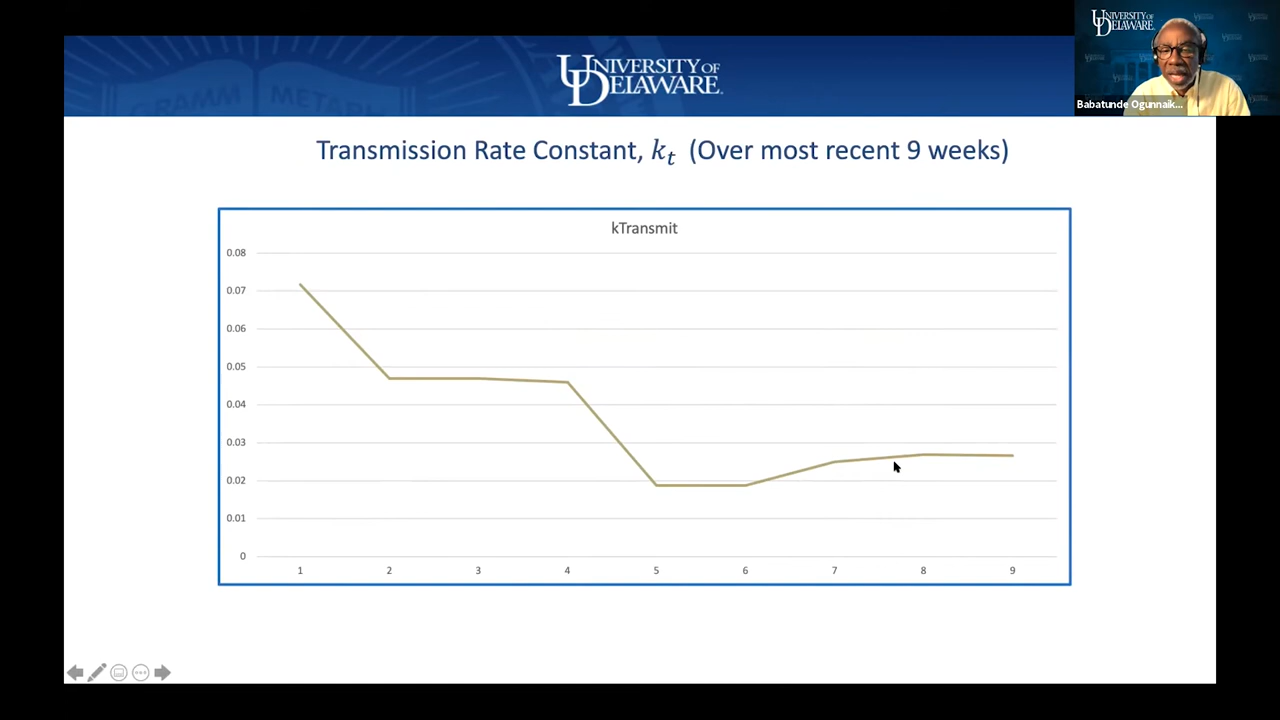 UNIVERSITY OF
DELAWARE
UNIVERSITY OF
DELAWARE.
Babatunde Ogunnaik...
GRAMM METAPH
Transmission Rate Constant, kₜ (Over most recent 9 weeks)
kTransmit
0.08
0.07
0.06
0.05
0.04
0.03
0.02
0.01
0
1 2 3 4 5 6 7 8 9